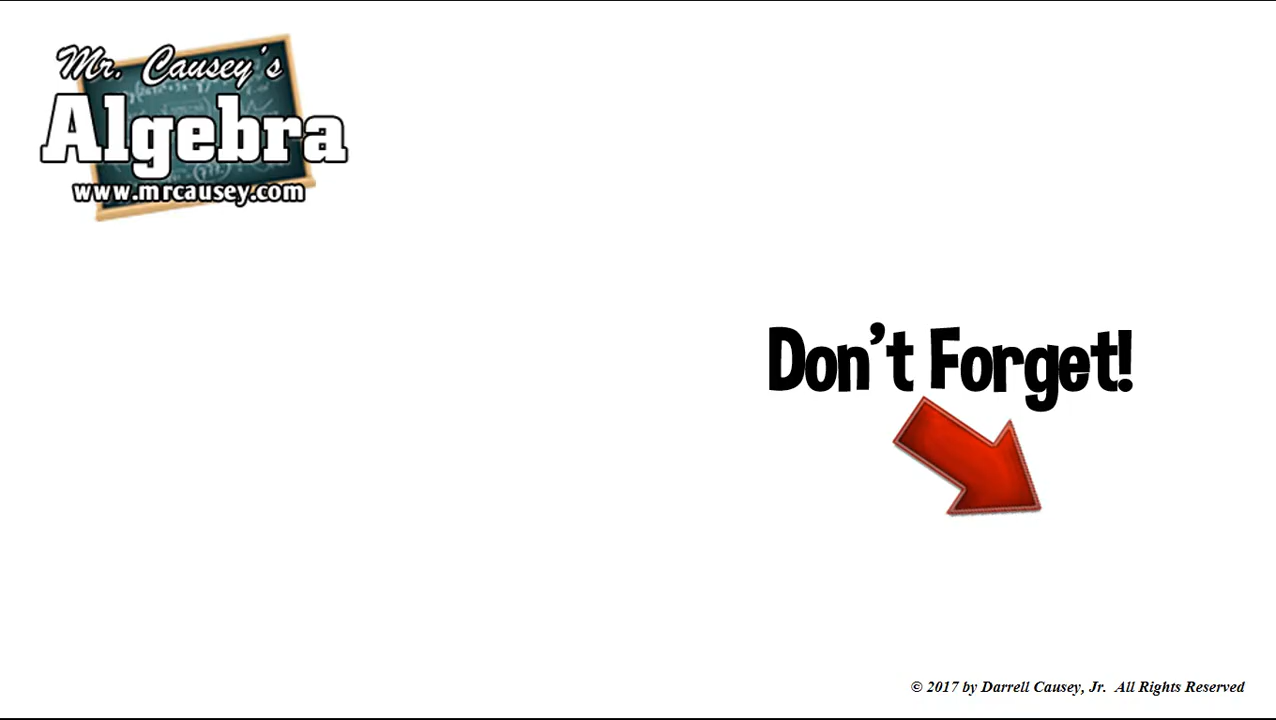 Mr. Causey's
Algebra
www.mrcausey.com
Don't Forget!
© 2017 by Darrell Causey, Jr. All Rights Reserved